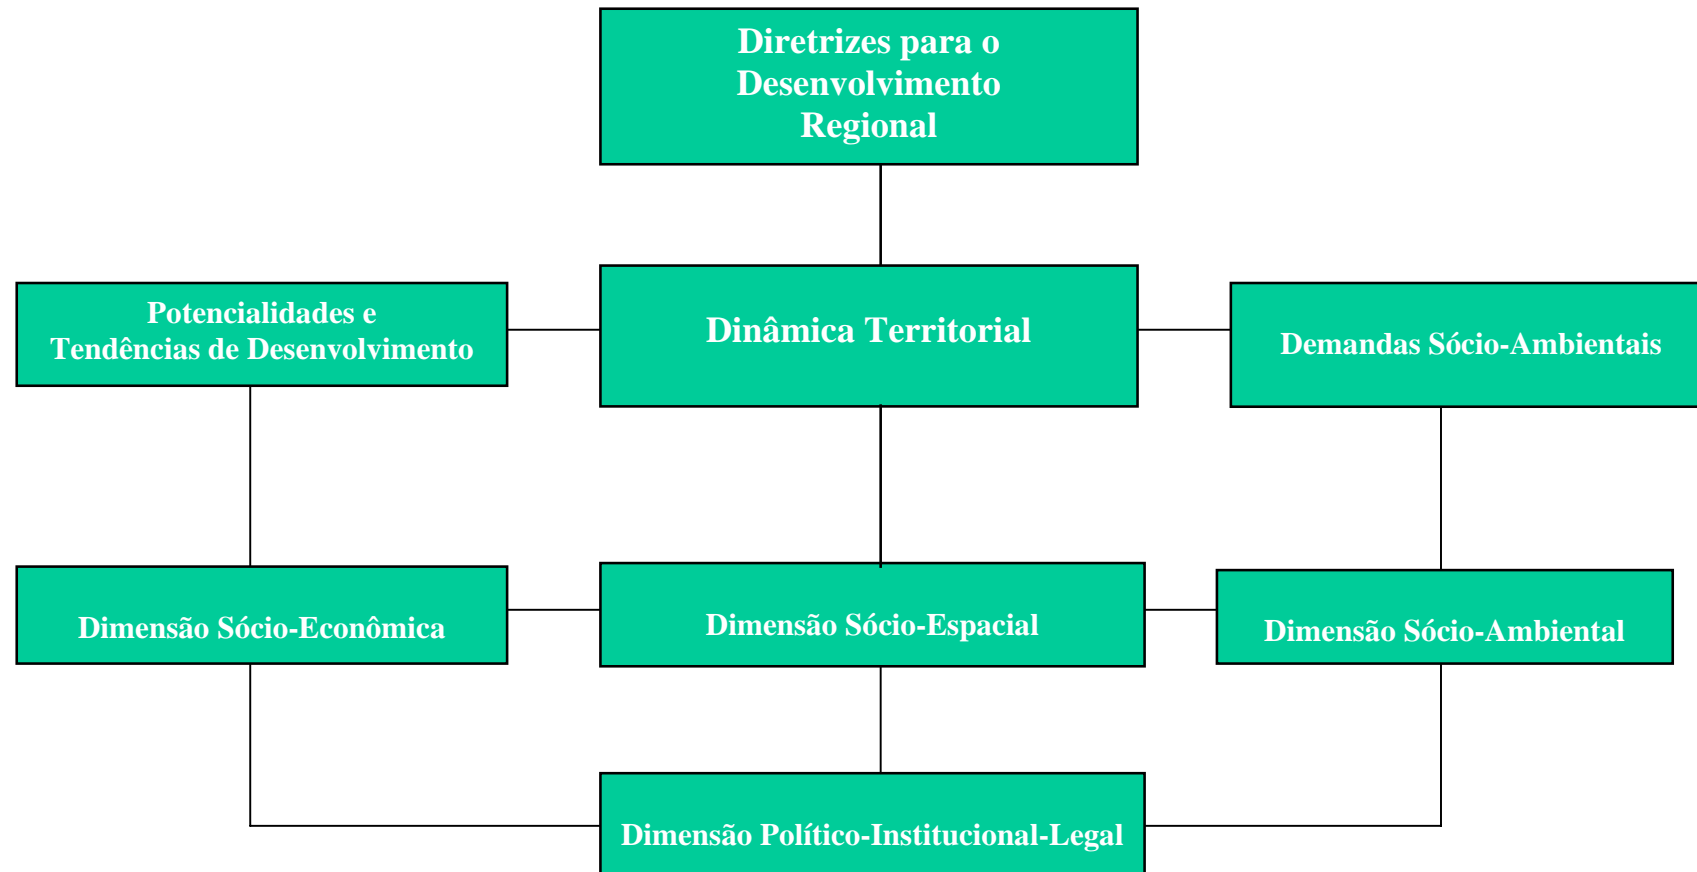 Diretrizes para o
Desenvolvimento
Regional
Potencialidades e
Tendências de Desenvolvimento
Dinâmica Territorial
Demandas Sócio-Ambientais
Dimensão Sócio-Econômica
Dimensão Sócio-Espacial
Dimensão Sócio-Ambiental
Dimensão Político-Institucional-Legal